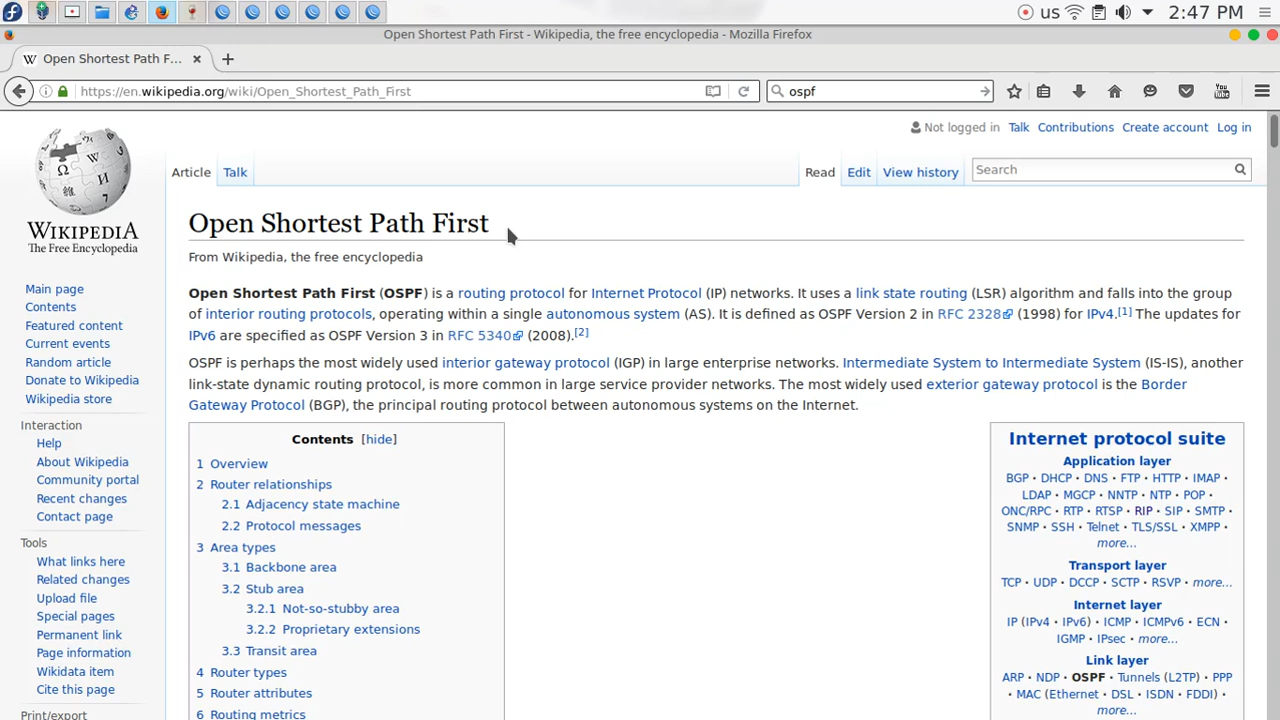 us 2:47 PM
Open Shortest Path First - Wikipedia, the free encyclopedia - Mozilla Firefox
W Open Shortest Path F...
https://en.wikipedia.org/wiki/Open_Shortest_Path_First
ospf
You Tube
Not logged in Talk Contributions Create account Log in
Article Talk Read Edit View history Search
WIKIPEDIA
The Free Encyclopedia
Main page
Contents
Featured content
Current events
Random article
Donate to Wikipedia
Wikipedia store
Interaction
Help
About Wikipedia
Community portal
Recent changes
Contact page
Tools
What links here
Related changes
Upload file
Special pages
Permanent link
Page information
Wikidata item
Cite this page
Print/export
Open Shortest Path First
From Wikipedia, the free encyclopedia
Open Shortest Path First (OSPF) is a routing protocol for Internet Protocol (IP) networks. It uses a link state routing (LSR) algorithm and falls into the group
of interior routing protocols, operating within a single autonomous system (AS). It is defined as OSPF Version 2 in RFC 2328 (1998) for IPv4.[1] The updates for
IPv6 are specified as OSPF Version 3 in RFC 5340 (2008).[2]
OSPF is perhaps the most widely used interior gateway protocol (IGP) in large enterprise networks. Intermediate System to Intermediate System (IS-IS), another
link-state dynamic routing protocol, is more common in large service provider networks. The most widely used exterior gateway protocol is the Border
Gateway Protocol (BGP), the principal routing protocol between autonomous systems on the Internet.
Contents [hide]
1 Overview
2 Router relationships
2.1 Adjacency state machine
2.2 Protocol messages
3 Area types
3.1 Backbone area
3.2 Stub area
3.2.1 Not-so-stubby area
3.2.2 Proprietary extensions
3.3 Transit area
4 Router types
5 Router attributes
6 Routing metrics
Internet protocol suite
Application layer
BGP · DHCP · DNS · FTP · HTTP · IMAP ·
LDAP · MGCP · NNTP · NTP · POP ·
ONC/RPC · RTP · RTSP · RIP · SIP · SMTP ·
SNMP · SSH · Telnet · TLS/SSL · XMPP ·
more...
Transport layer
TCP · UDP · DCCP · SCTP · RSVP · more...
Internet layer
IP (IPv4 · IPv6) · ICMP · ICMPv6 · ECN ·
IGMP · IPsec · more...
Link layer
ARP · NDP · OSPF · Tunnels (L2TP) · PPP
· MAC (Ethernet · DSL · ISDN · FDDI) ·
more...